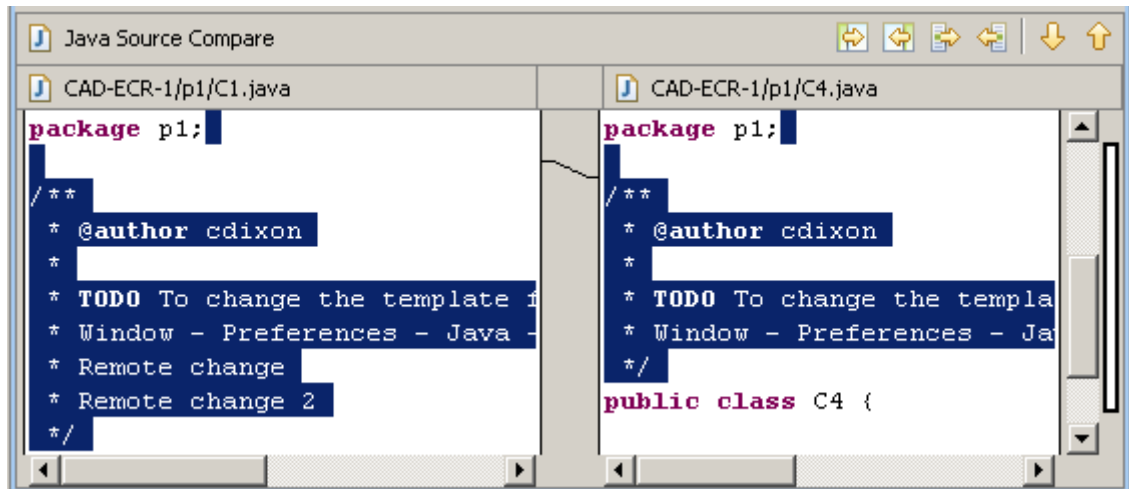 Java Source Compare
CAD-ECR-1/p1/C1.java
package p1;
/**
* @author cdixon
*
* TODO To change the template f
* Window - Preferences - Java -
* Remote change
* Remote change 2
*/
CAD-ECR-1/p1/C4.java
package p1;
/**
* @author cdixon
*
* TODO To change the templa
* Window - Preferences - Ja
*/
public class C4 {